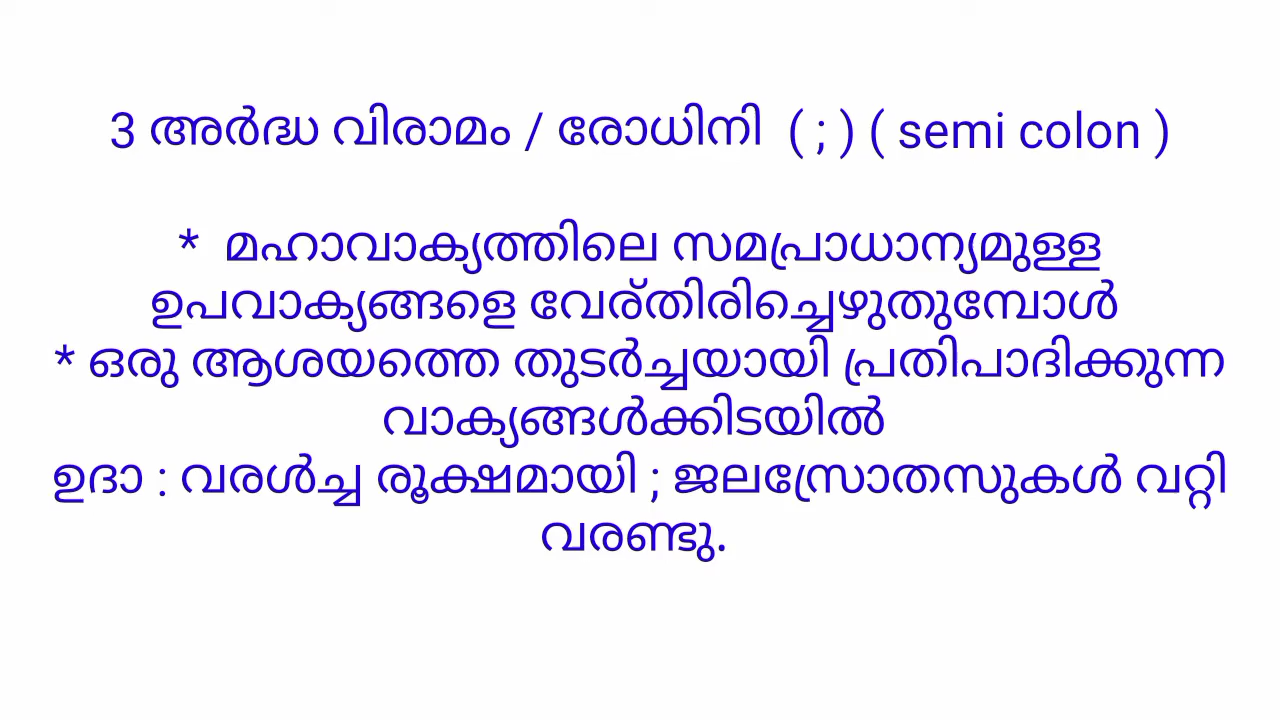 3 അർദ്ധ വിരാമം / രോധിനി ( ; ) ( semi colon )
* മഹാവാക്യത്തിലെ സമപ്രാധാന്യമുള്ള
ഉപവാക്യങ്ങളെ വേര്തിരിച്ചെഴുതുമ്പോൾ
* ഒരു ആശയത്തെ തുടർച്ചയായി പ്രതിപാദിക്കുന്ന
വാക്യങ്ങൾക്കിടയിൽ
ഉദാ : വരൾച്ച രൂക്ഷമായി ; ജലസ്രോതസുകൾ വറ്റി
വരണ്ടു.